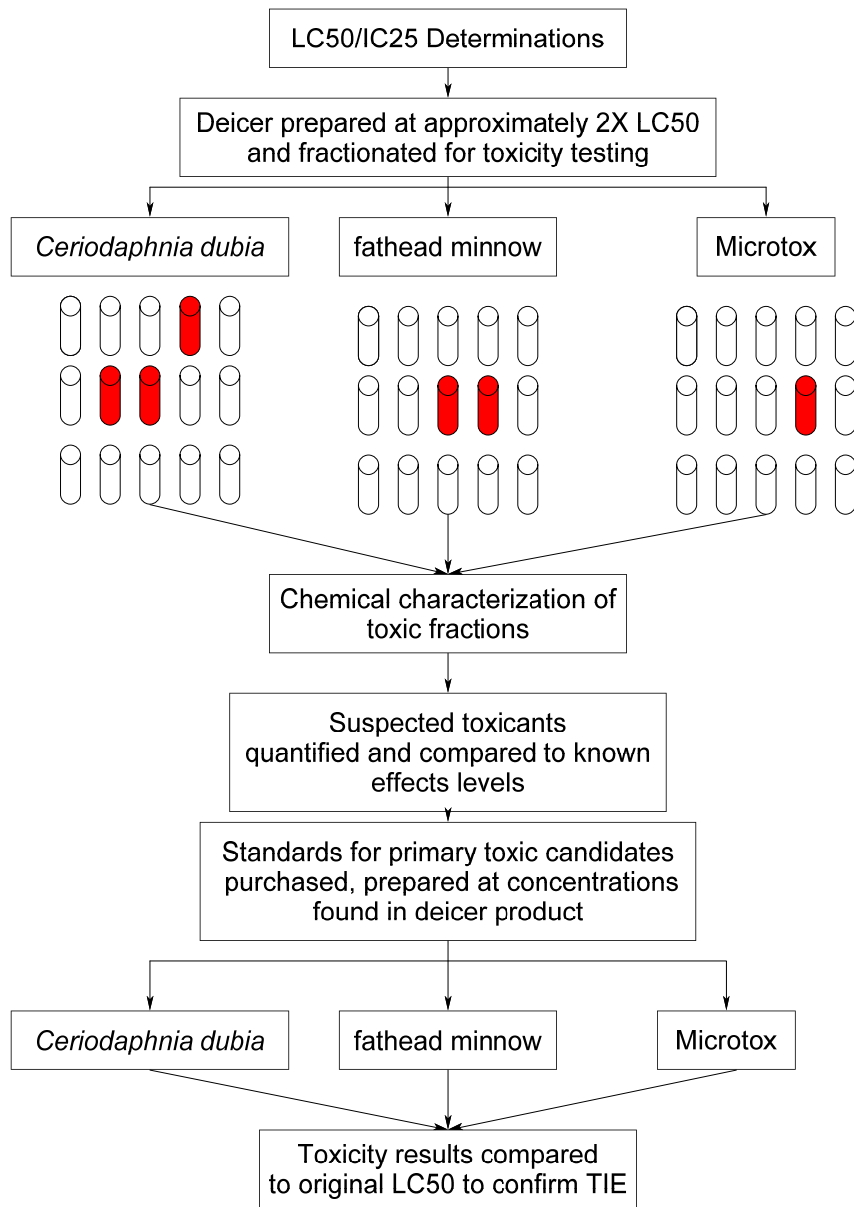 LC50/IC25 Determinations
Deicer prepared at approximately 2X LC50
and fractionated for toxicity testing
Ceriodaphnia dubia
fathead minnow
Microtox
Chemical characterization of
toxic fractions
Suspected toxicants
quantified and compared to known
effects levels
Standards for primary toxic candidates
purchased, prepared at concentrations
found in deicer product
Ceriodaphnia dubia
fathead minnow
Microtox
Toxicity results compared
to original LC50 to confirm TIE